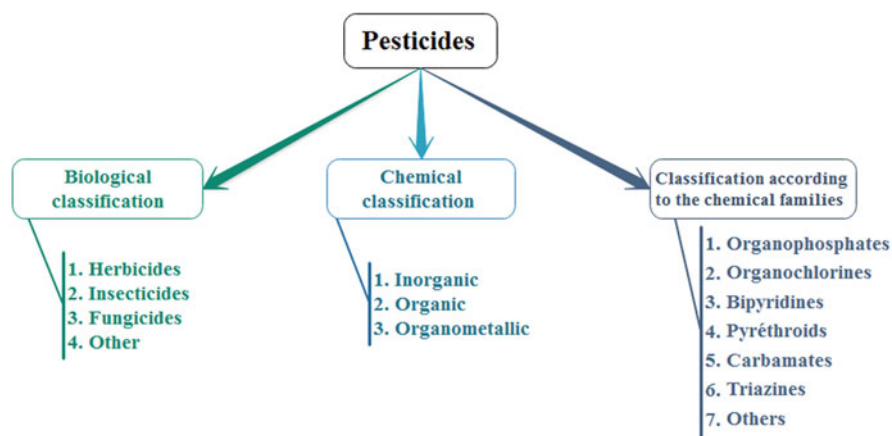 Pesticides
Biological
classification
1. Herbicides
2. Insecticides
3. Fungicides
4. Other
Chemical
classification
1. Inorganic
2. Organic
3. Organometallic
Classification according
to the chemical families
1. Organophosphates
2. Organochlorines
3. Bipyridines
4. Pyréthroids
5. Carbamates
6. Triazines
7. Others